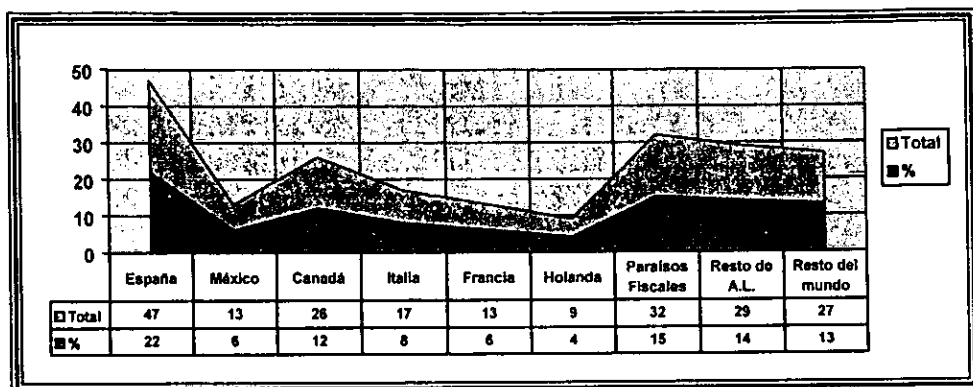 50
40
30
20
10
0
Total
%
España México Canadá Italia Francia Holanda Paraísos Fiscales Resto de A.L. Resto del mundo
Total 47 13 26 17 13 9 32 29 27
% 22 6 12 8 6 4 15 14 13